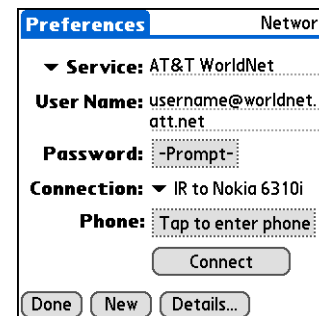 Preferences Networ
Service: AT&T WorldNet
User Name: username@worldnet.
att.net
Password: -Prompt-
Connection: IR to Nokia 6310i
Phone: Tap to enter phone
Connect
Done New Details...